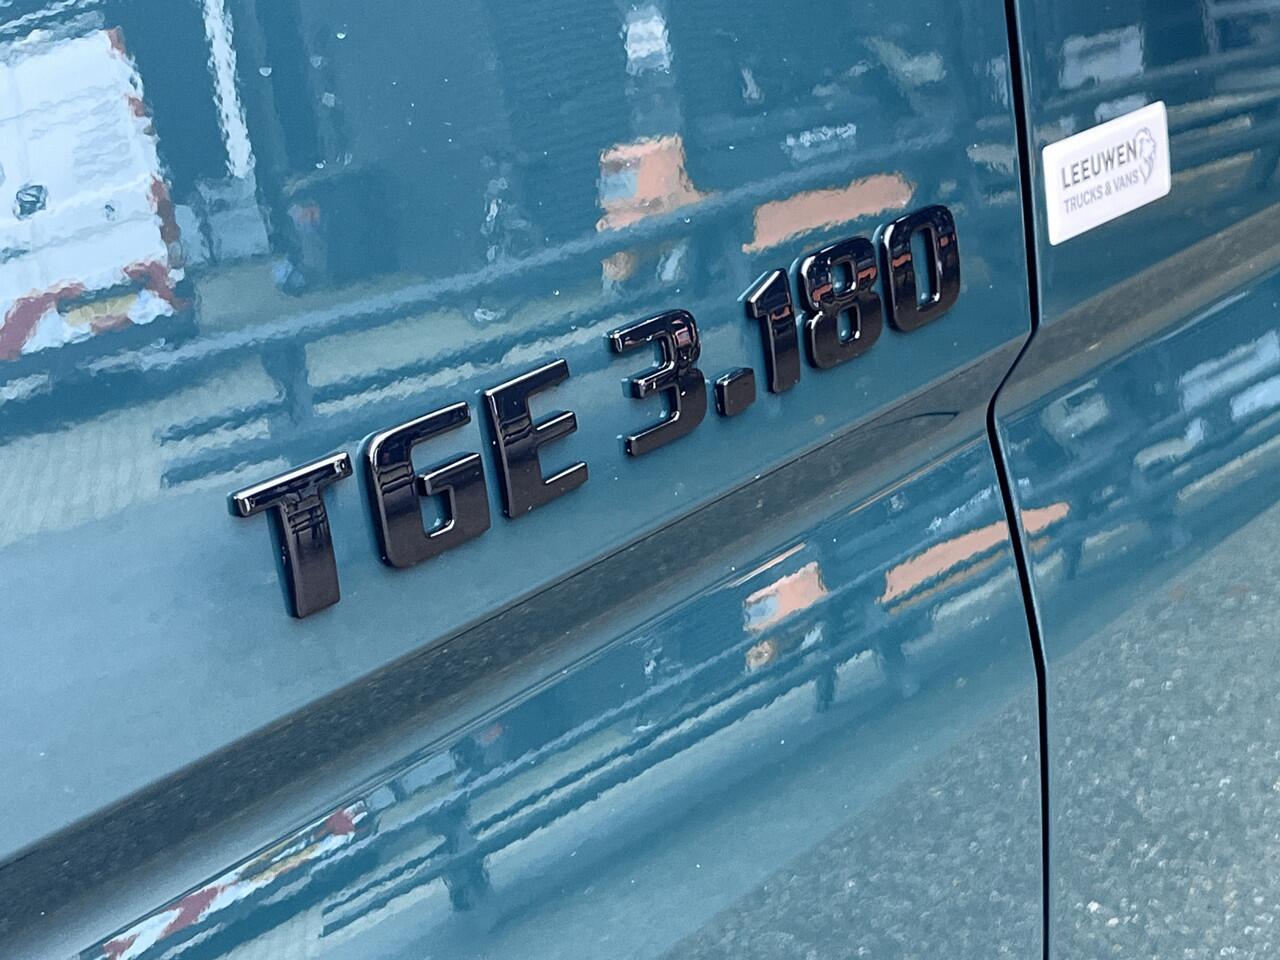 TGE 3.180
LEEUWEN
TRUCKS & VANS